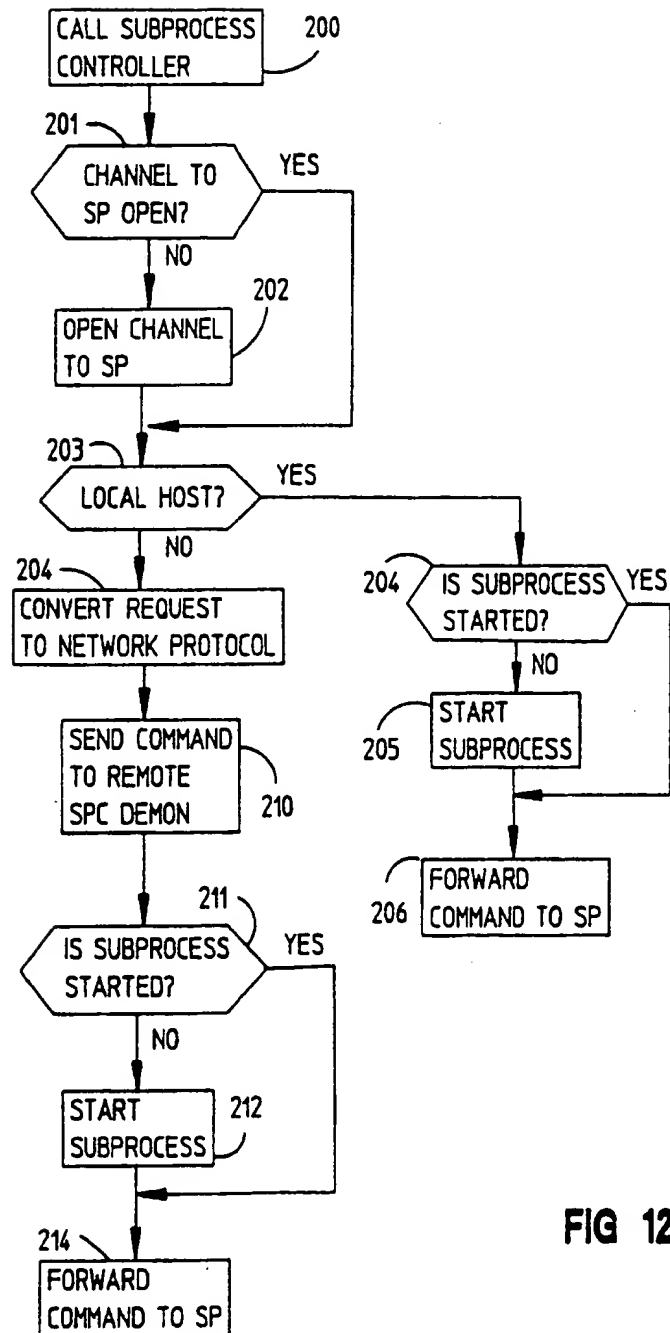 CALL SUBPROCESS
CONTROLLER
200
201
CHANNEL TO
SP OPEN?
YES
NO
202
OPEN CHANNEL
TO SP
203
LOCAL HOST?
YES
NO
204
CONVERT REQUEST
TO NETWORK PROTOCOL
204
IS SUBPROCESS
STARTED?
YES
NO
START
SUBPROCESS
205
FORWARD
COMMAND TO SP
206
SEND COMMAND
TO REMOTE
SPC DEMON
210
211
IS SUBPROCESS
STARTED?
YES
NO
START
SUBPROCESS
212
214
FORWARD
COMMAND TO SP
FIG 12